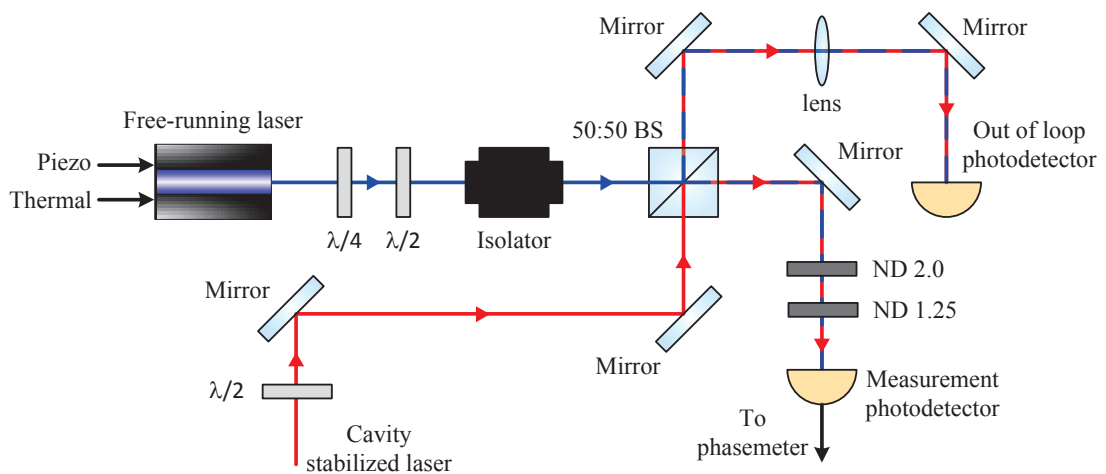 Mirror
Mirror
lens
Free-running laser
50:50 BS
Out of loop
photodetector
Mirror
Piezo
Thermal
λ/4
λ/2
Isolator
ND 2.0
ND 1.25
Mirror
Mirror
λ/2
Measurement
photodetector
To
phasemeter
Cavity
stabilized laser